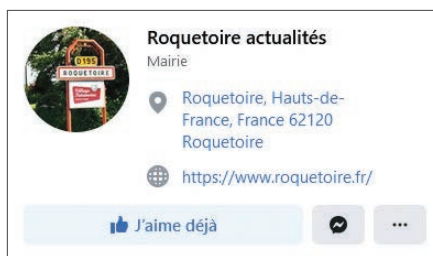 Roquetoire actualités
Mairie
D195
ROQUETOIRE
Roquetoire, Hauts-de-
France, France 62120
Roquetoire
https://www.roquetoire.fr/
J'aime déjà